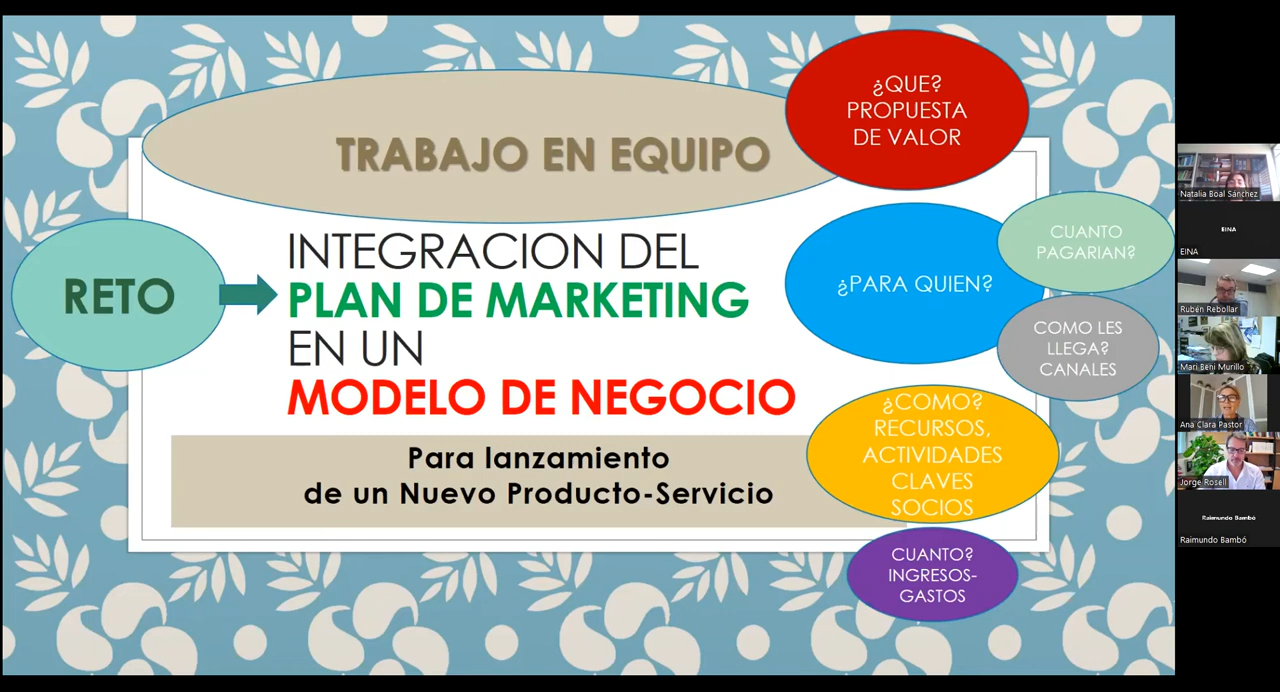 TRABAJO EN EQUIPO
RETO
INTEGRACION DEL
PLAN DE MARKETING
EN UN
MODELO DE NEGOCIO
Para lanzamiento
de un Nuevo Producto-Servicio
¿QUE?
PROPUESTA
DE VALOR
¿PARA QUIEN?
CUANTO
PAGARIAN?
COMO LES
LLEGA?
CANALES
¿COMO?
RECURSOS,
ACTIVIDADES
CLAVES
SOCIOS
CUANTO?
INGRESOS-
GASTOS
Natalia Boal Sánchez
EINA
EINA
Rubén Rebollar
Mari Beni Murillo
Ana Clara Pastor
Jorge Rosell
Raimundo Bambó
Raimundo Bambó